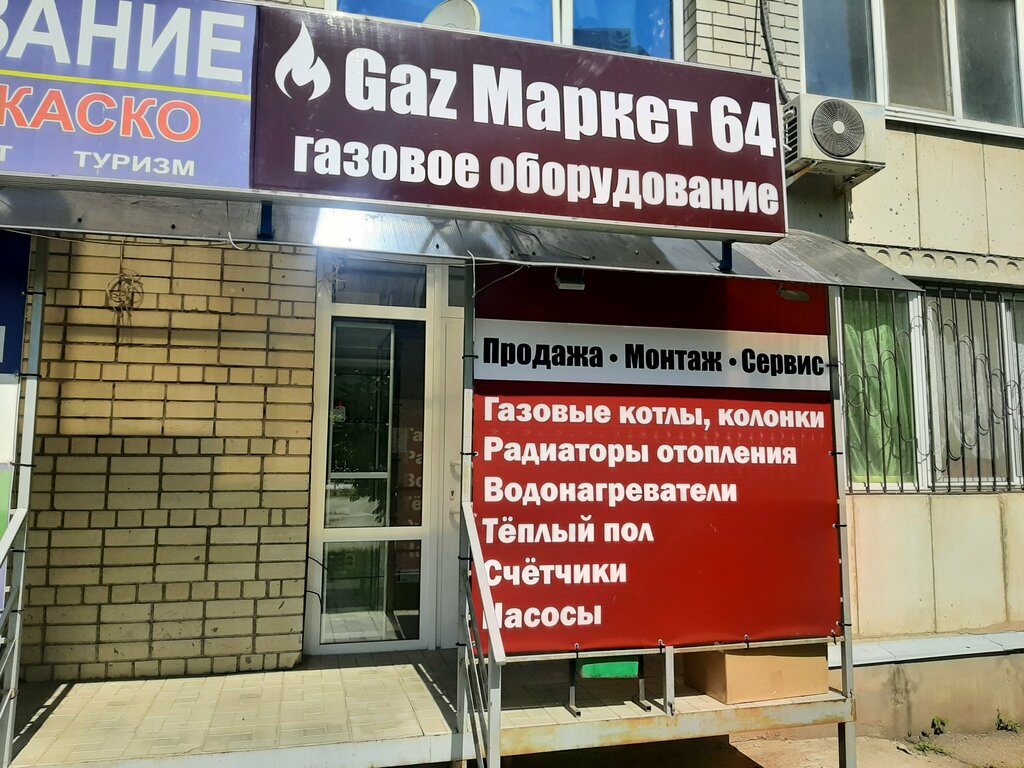 ВАНИЕ
КАСКО
Т ТУРИЗМ
Gaz Маркет 64
газовое оборудование
Продажа • Монтаж • Сервис
Газовые котлы, колонки
Радиаторы отопления
Водонагреватели
Тёплый пол
Счётчики
Насосы